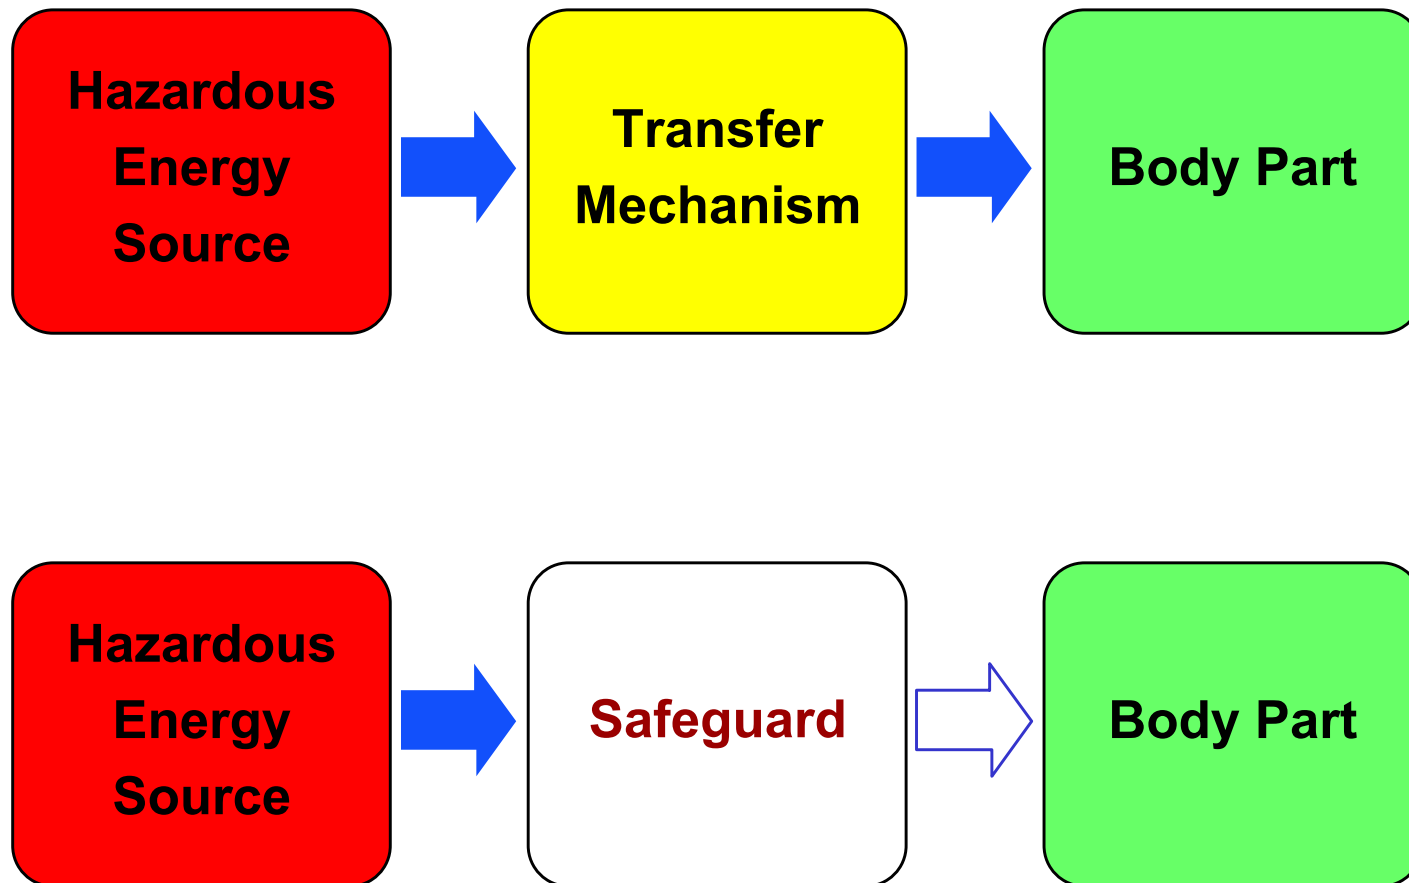 Hazardous
Energy
Source
Transfer
Mechanism
Body Part
Hazardous
Energy
Source
Safeguard
Body Part